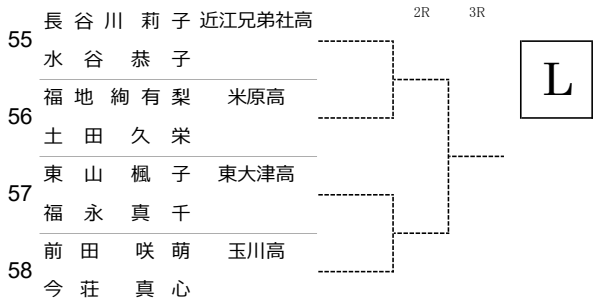 2R 3R
長谷川莉子 近江兄弟社高
55
水谷恭子
L
福地絢有梨 米原高
56
土田久栄
東山楓子 東大津高
57
福永真千
前田咲萌 玉川高
58
今荘真心